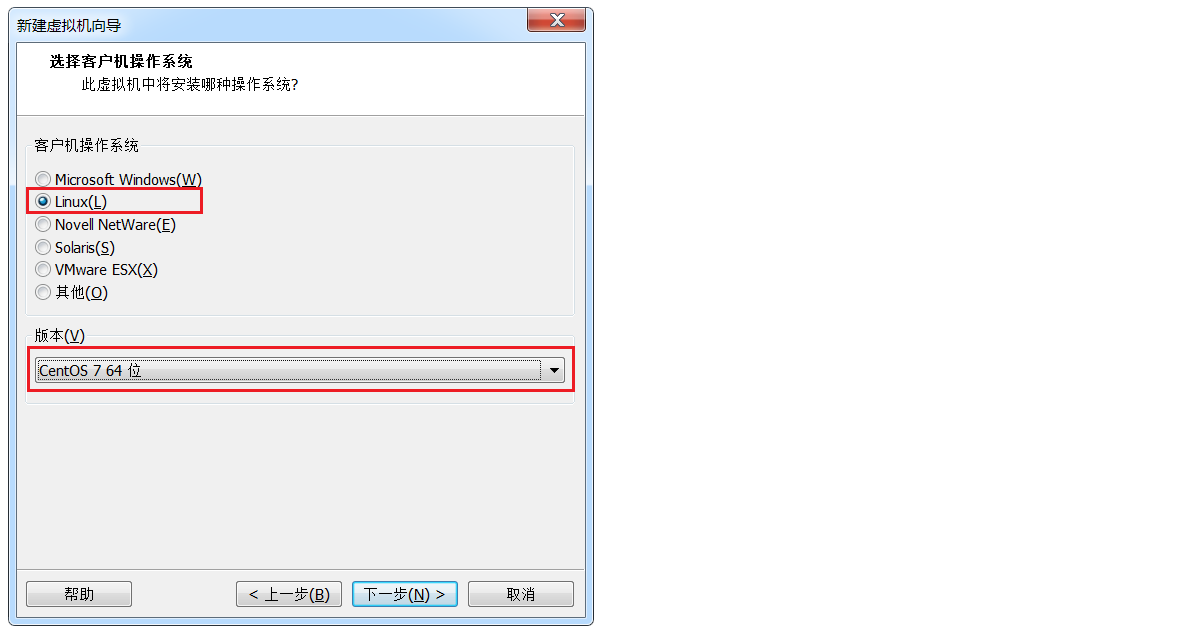 新建虚拟机向导
选择客户机操作系统
此虚拟机中将安装哪种操作系统?
客户机操作系统
Microsoft Windows(W)
Linux(L)
Novell NetWare(E)
Solaris(S)
VMware ESX(X)
其他(O)
版本(V)
CentOS 7 64 位
帮助
< 上一步(B)
下一步(N) >
取消